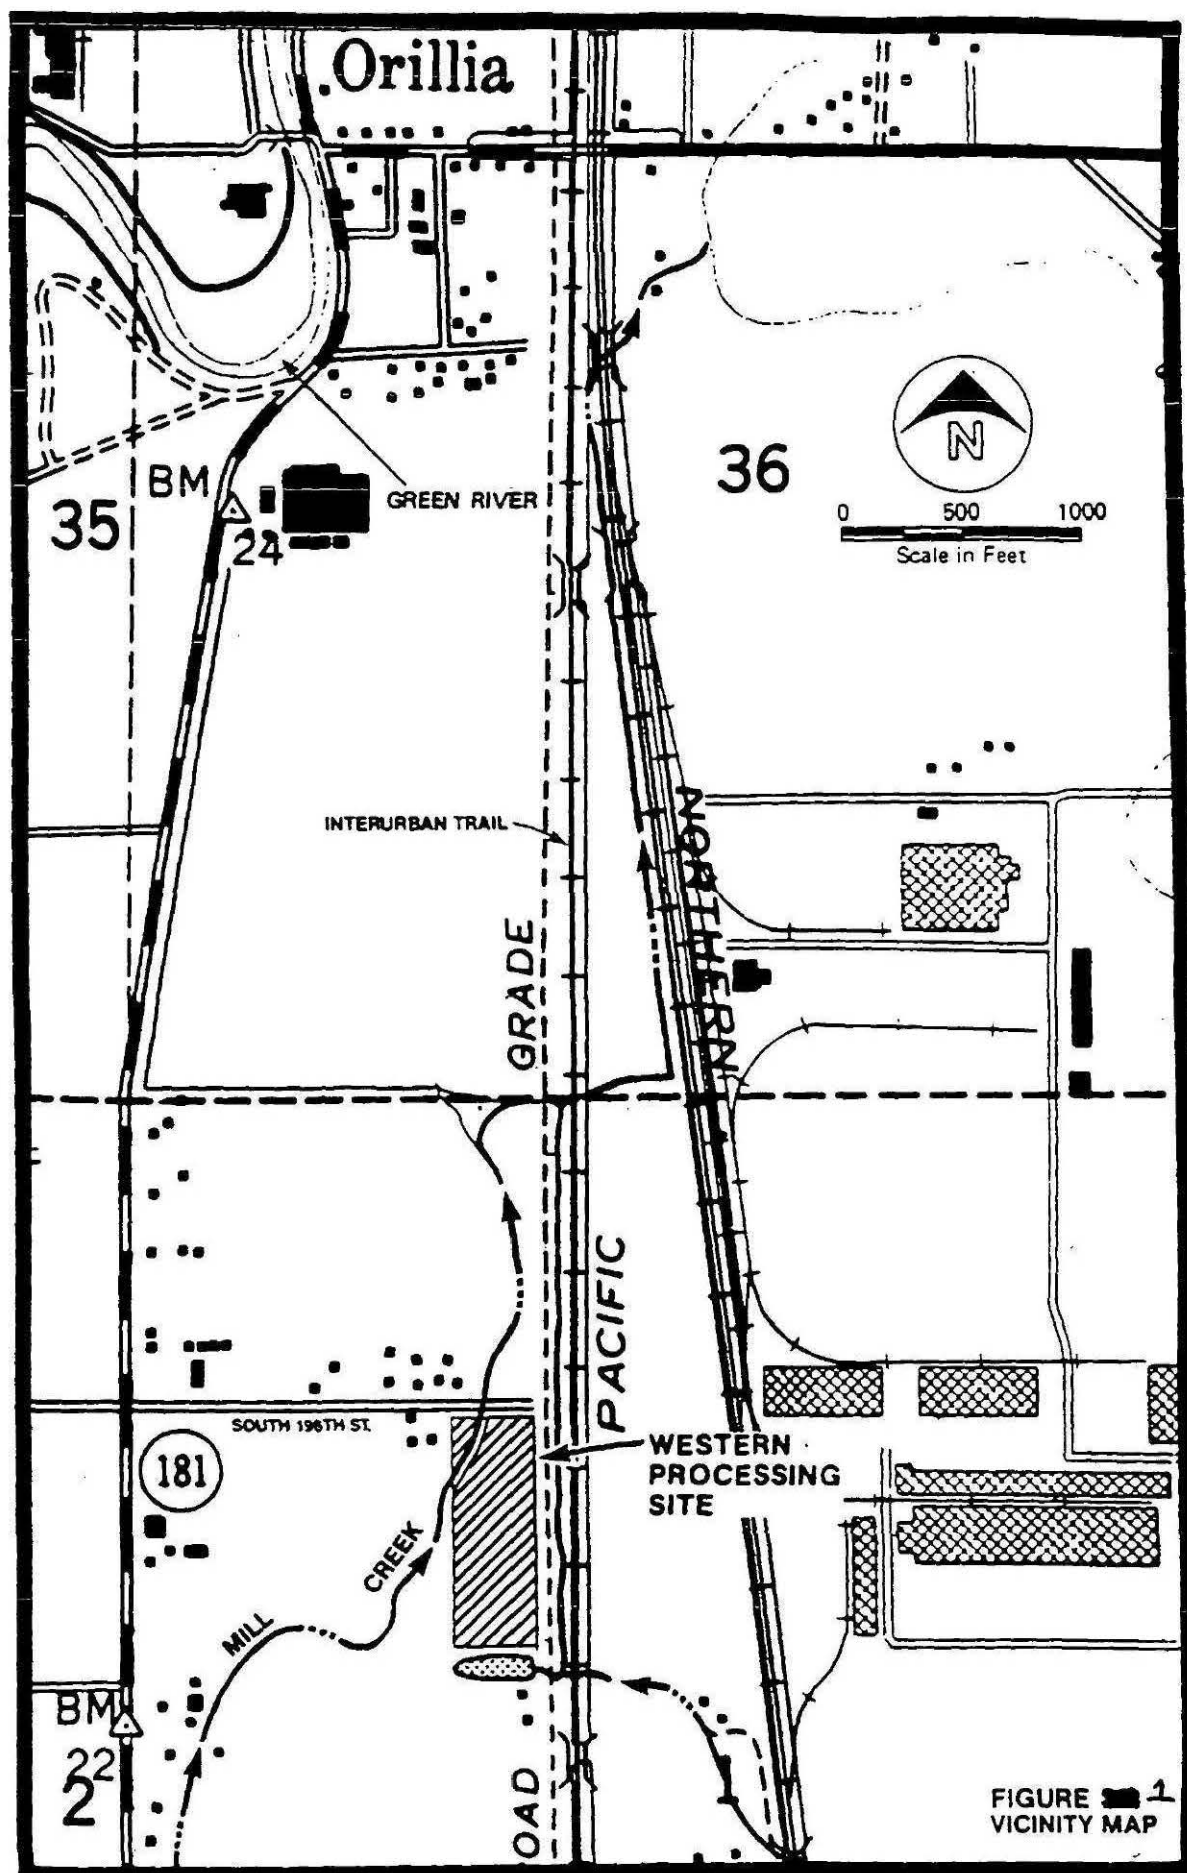 Orillia
36
N
BM
35
24
GREEN RIVER
0 500 1000
Scale in Feet
INTERURBAN TRAIL
NORTHERN
GRADE
PACIFIC
SOUTH 196TH ST.
181
WESTERN
PROCESSING
SITE
CREEK
MILL
BM
22
2
OAD
FIGURE 1
VICINITY MAP